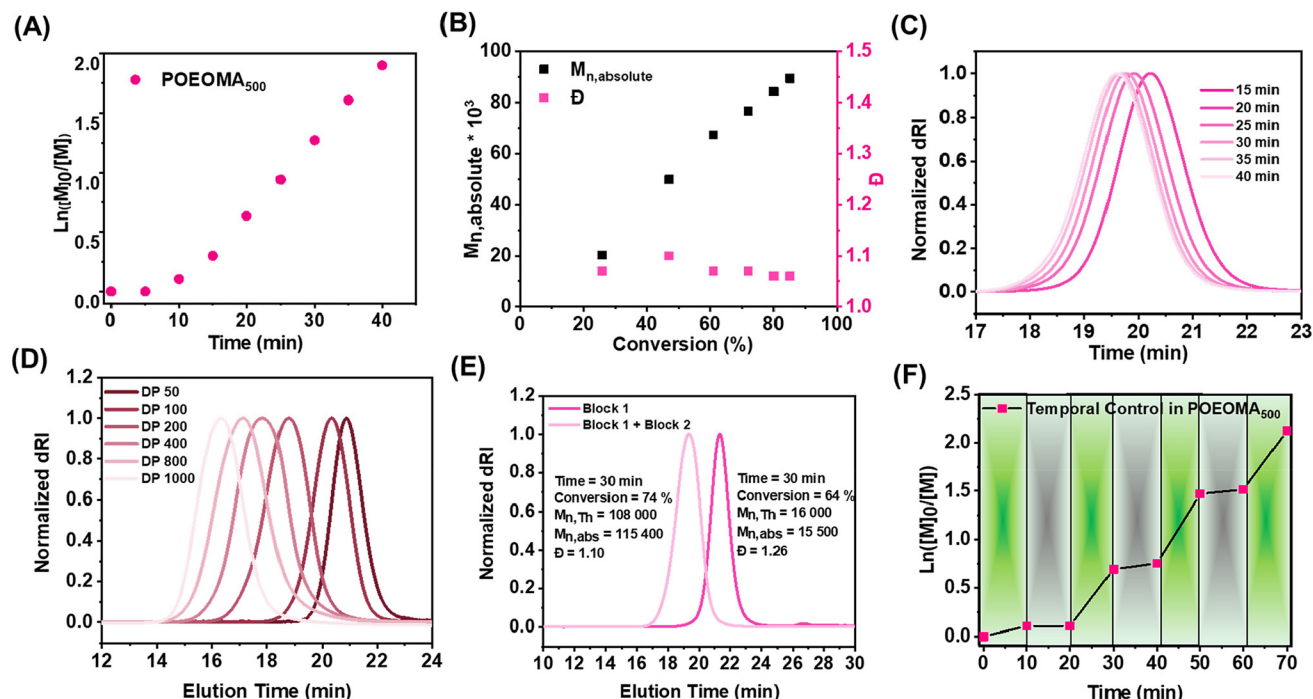 (A)
Ln([M]0/[M])
2.0
1.5
1.0
0.5
0.0
POEOMA500
0 10 20 30 40
Time (min)
(B)
Mn,absolute * 10³
100
80
60
40
20
0
Mn,absolute
Đ
1.5
1.4
1.3
1.2
1.1
1.0
Đ
0 20 40 60 80 100
Conversion (%)
(C)
Normalized dRI
1.0
0.8
0.6
0.4
0.2
0.0
15 min
20 min
25 min
30 min
35 min
40 min
17 18 19 20 21 22 23
Time (min)
(D)
Normalized dRI
1.2
1.0
0.8
0.6
0.4
0.2
0.0
DP 50
DP 100
DP 200
DP 400
DP 800
DP 1000
12 14 16 18 20 22 24
Elution Time (min)
(E)
Normalized dRI
1.2
1.0
0.8
0.6
0.4
0.2
0.0
Block 1
Block 1 + Block 2
Time = 30 min
Conversion = 74 %
Mn,Th = 108 000
Mn,abs = 115 400
Đ = 1.10
Time = 30 min
Conversion = 64 %
Mn,Th = 16 000
Mn,abs = 15 500
Đ = 1.26
10 12 14 16 18 20 22 24 26 28 30
Elution Time (min)
(F)
Ln([M]0/[M])
2.5
2.0
1.5
1.0
0.5
0.0
Temporal Control in POEOMA500
0 10 20 30 40 50 60 70
Time (min)